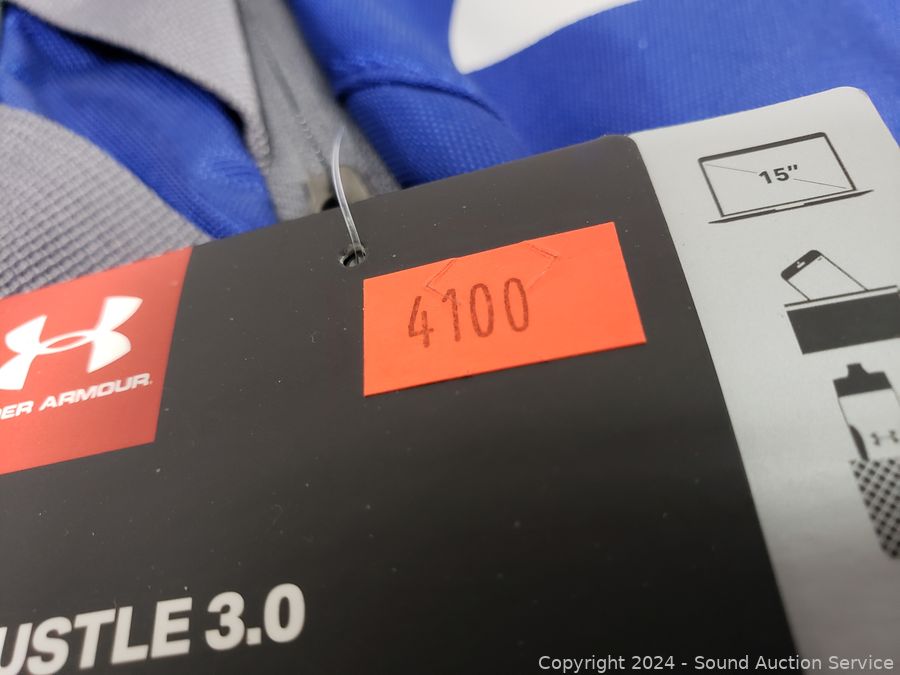 15”
4100
DER ARMOUR
USTLE 3.0
Copyright © 2024 - Sound Auction Service